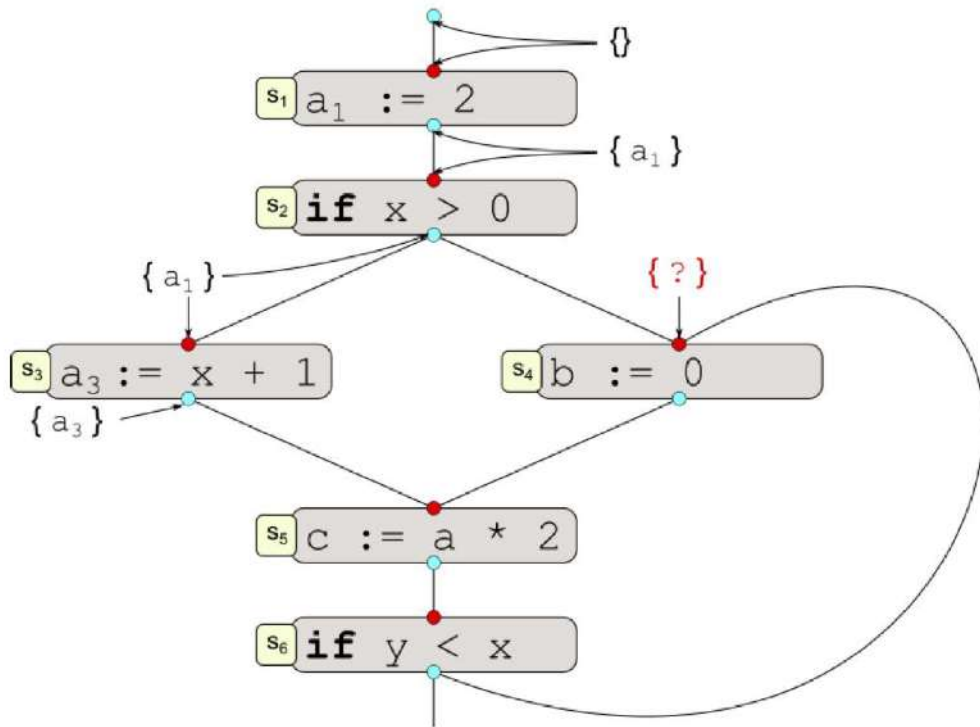 {}
S1 a1 := 2
{ a1 }
S2 if x > 0
{ a1 }
{ ? }
S3 a3 := x + 1
S4 b := 0
{ a3 }
S5 c := a * 2
S6 if y < x